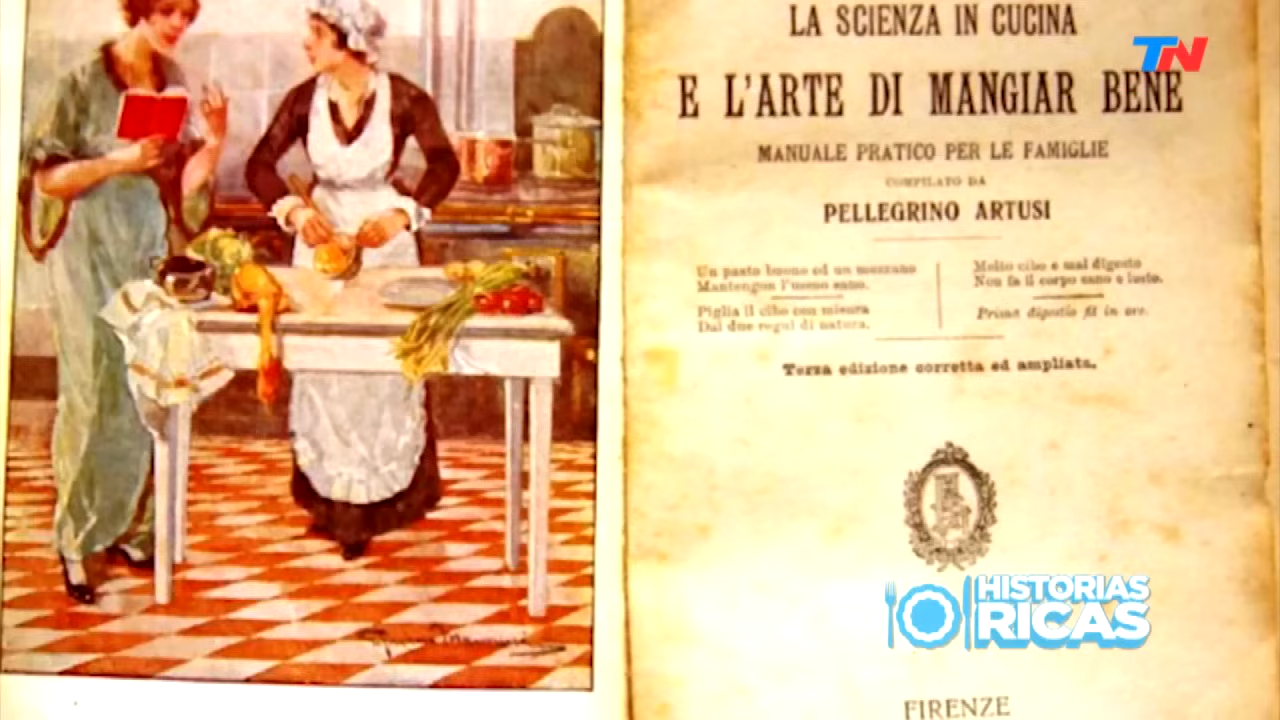 TN
LA SCIENZA IN CUCINA
E L'ARTE DI MANGIAR BENE
MANUALE PRATICO PER LE FAMIGLIE
COMPILATO DA
PELLEGRINO ARTUSI
Un pasto buono ed un mezzano
Mantengon l'uomo sano.
Piglia il cibo con misura
Dai due regni di natura.
Molto cibo e mal digesto
Non fa il corpo sano e lesto.
Prima digestio fit in ore.
Terza edizione corretta ed ampliata.
HISTORIAS
RICAS
FIRENZE